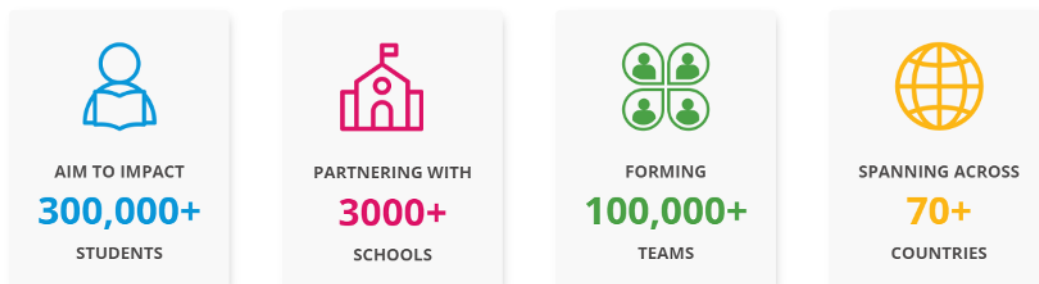 AIM TO IMPACT
300,000+
STUDENTS
PARTNERING WITH
3000+
SCHOOLS
FORMING
100,000+
TEAMS
SPANNING ACROSS
70+
COUNTRIES